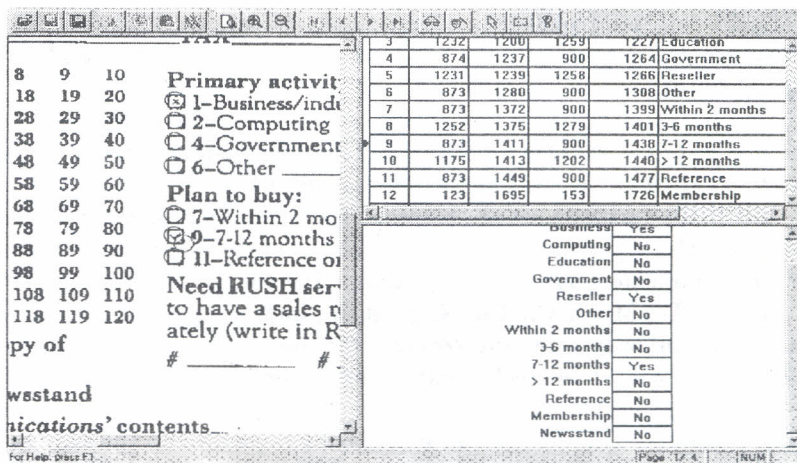 FAX
8 9 10
18 19 20
28 29 30
38 39 40
48 49 50
58 59 60
68 69 70
78 79 80
88 89 90
98 99 100
108 109 110
118 119 120
py of
wsstand
nications' contents
Primary activit
1–Business/indu
2–Computing
4–Government
6–Other
Plan to buy:
7–Within 2 mo
9–7-12 months
11–Reference or
Need RUSH ser
to have a sales r
ately (write in R
# #
3 1232 1200 1259 1227 Education
4 874 1237 900 1264 Government
5 1231 1239 1258 1266 Reseller
6 873 1280 900 1308 Other
7 873 1372 900 1399 Within 2 months
8 1252 1375 1279 1401 3-6 months
9 873 1411 900 1438 7-12 months
10 1175 1413 1202 1440 > 12 months
11 873 1449 900 1477 Reference
12 123 1695 153 1726 Membership
Business Yes
Computing No.
Education No
Government No
Reseller Yes
Other No
Within 2 months No
3-6 months No
7-12 months Yes
> 12 months No
Reference No
Membership No
Newsstand No
For Help, press F1
Page 1/ 4 NUM